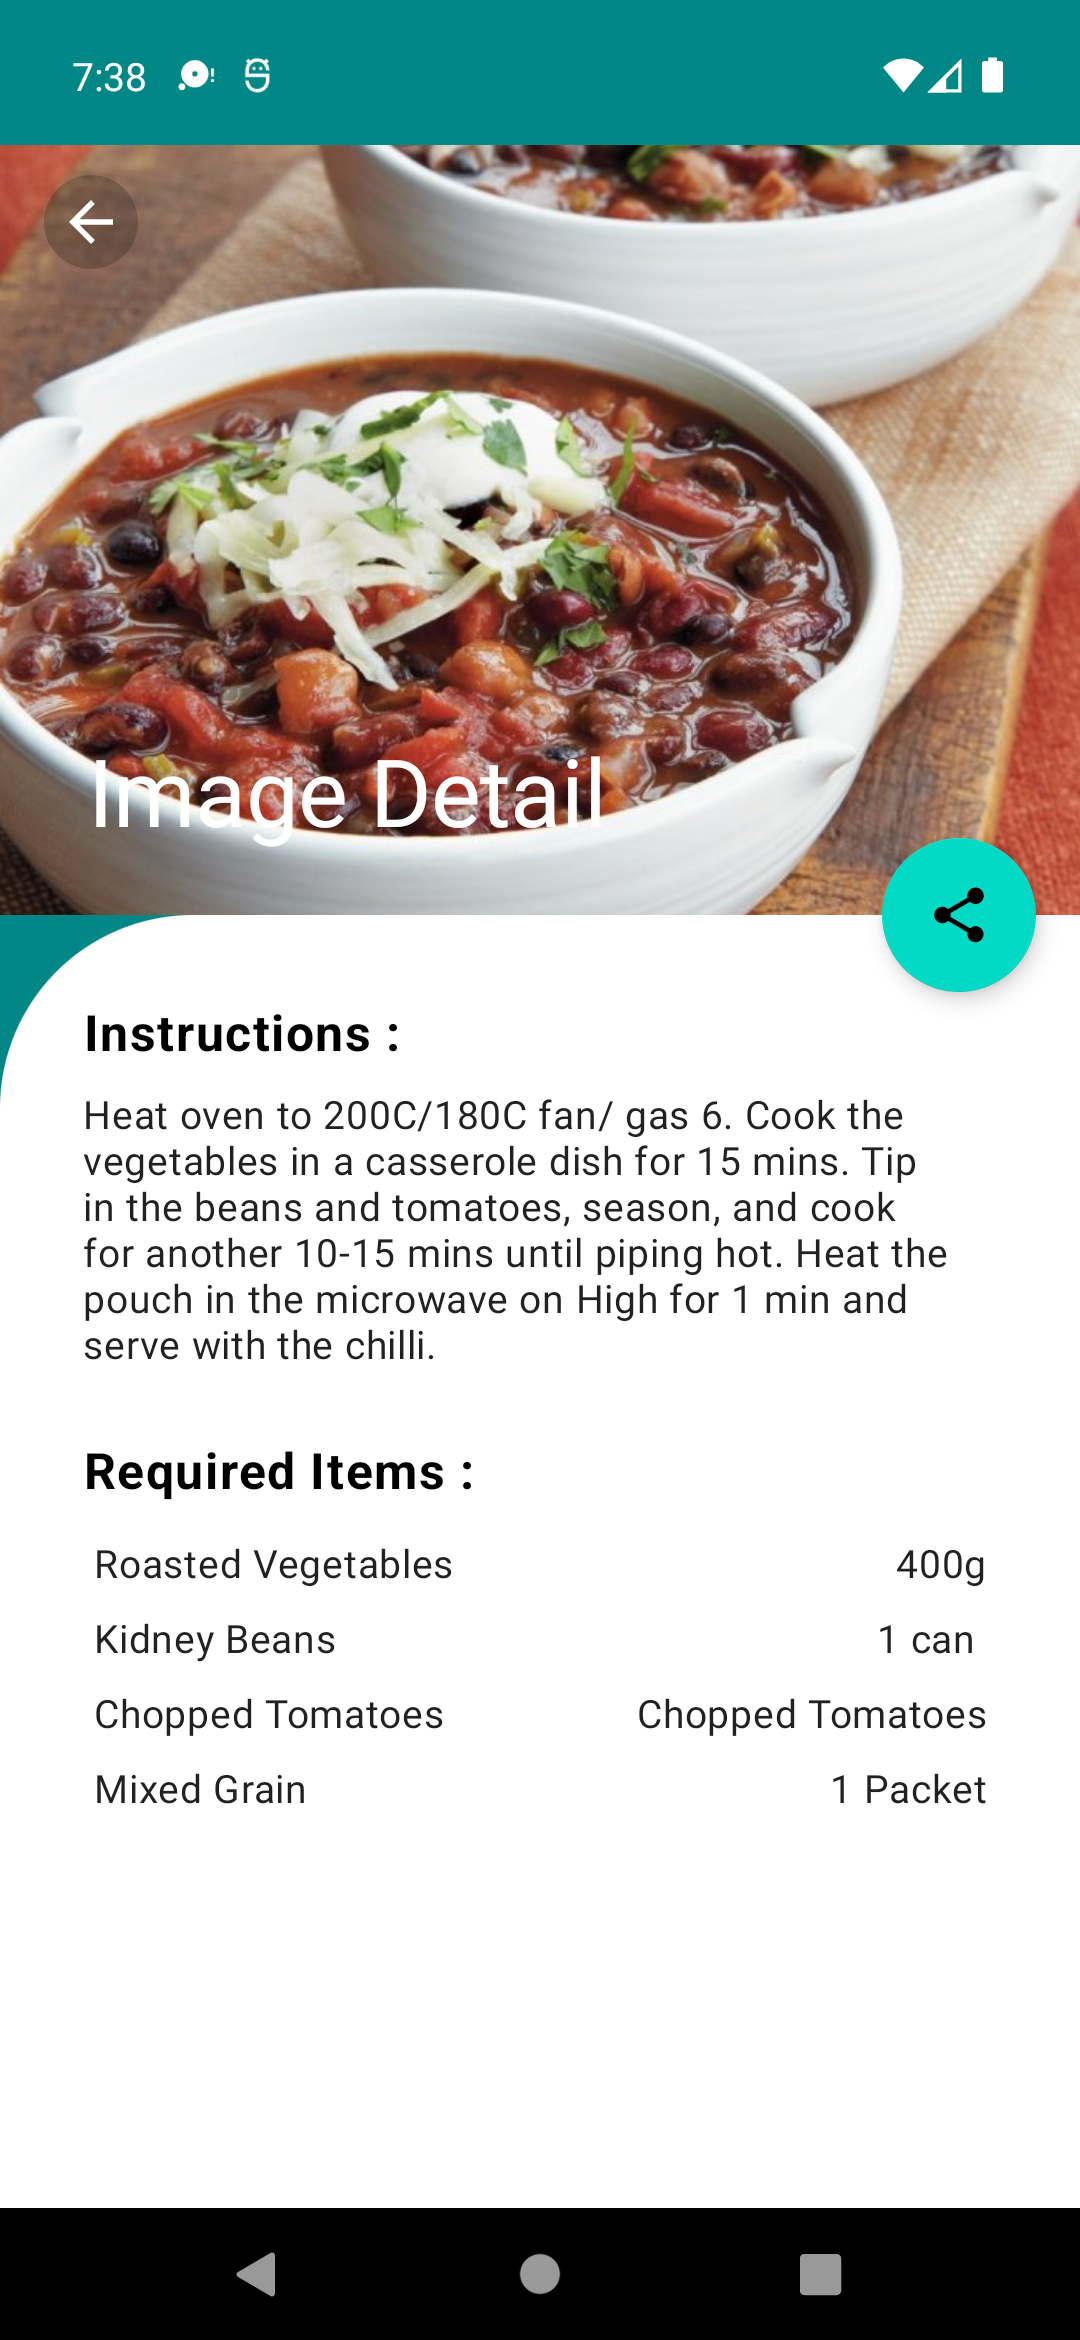 7:38
Image Detail
Instructions :
Heat oven to 200C/180C fan/ gas 6. Cook the
vegetables in a casserole dish for 15 mins. Tip
in the beans and tomatoes, season, and cook
for another 10-15 mins until piping hot. Heat the
pouch in the microwave on High for 1 min and
serve with the chilli.
Required Items :
Roasted Vegetables 400g
Kidney Beans 1 can
Chopped Tomatoes Chopped Tomatoes
Mixed Grain 1 Packet